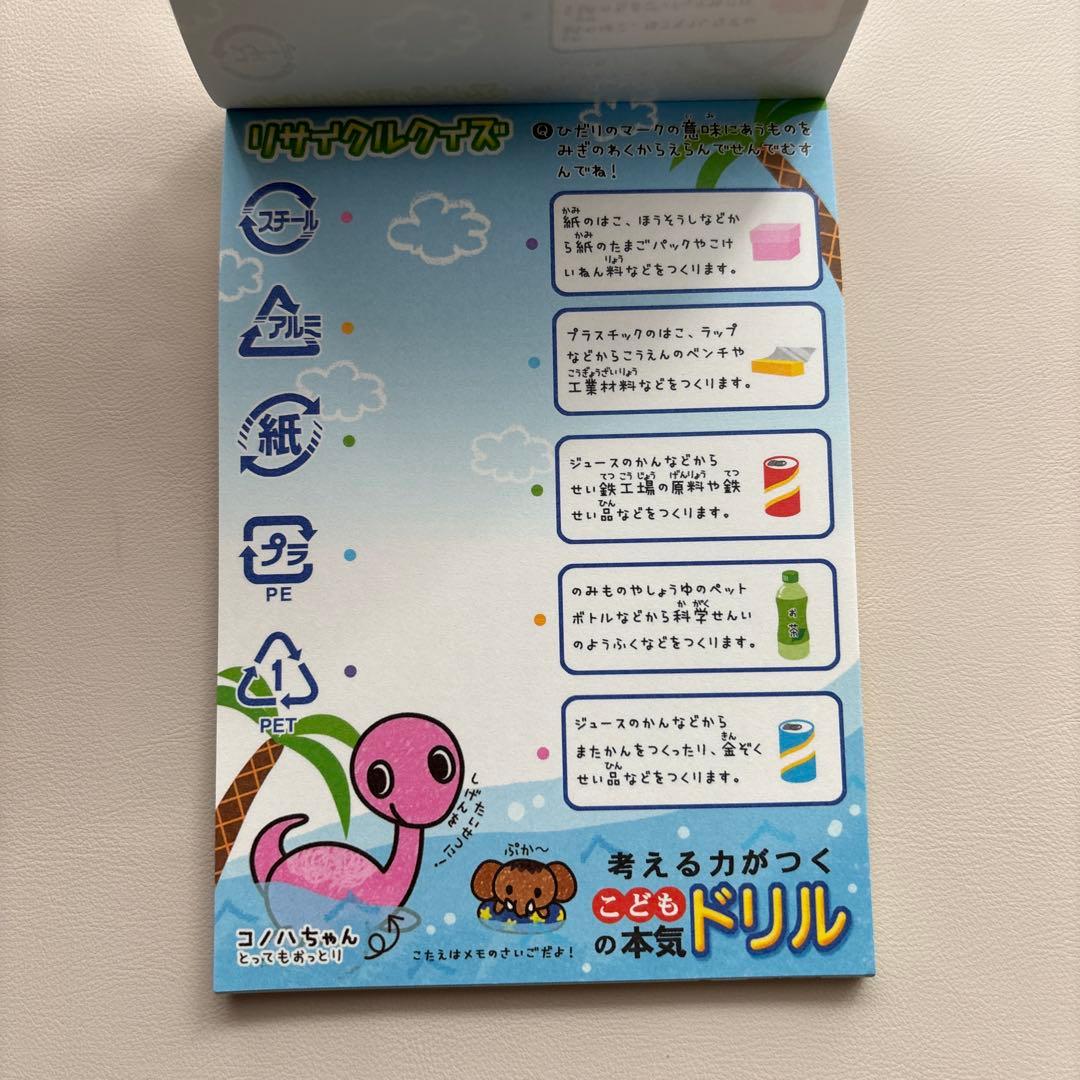 リサイクルクイズ
Q ひだりのマークの意味にあうものを
みぎのわくからえらんでせんでむす
んでね!
スチール
アルミ
紙
プラ
PE
1
PET
紙のはこ、ほうそうしなどか
ら紙のたまごパックやこけ
いねん料などをつくります。
プラスチックのはこ、ラップ
などからこうえんのベンチや
工業材料などをつくります。
ジュースのかんなどから
せい鉄工場の原料や鉄
せい品などをつくります。
のみものやしょうゆのペット
ボトルなどから科学せんい
のようふくなどをつくります。
お茶
ジュースのかんなどから
またかんをつくったり、金ぞく
せい品などをつくります。
しげんをたいせつに!
ぷか〜
コノハちゃん
とってもおっとり
こたえはメモのさいごだよ!
考える力がつく
こども
の本気
ドリル